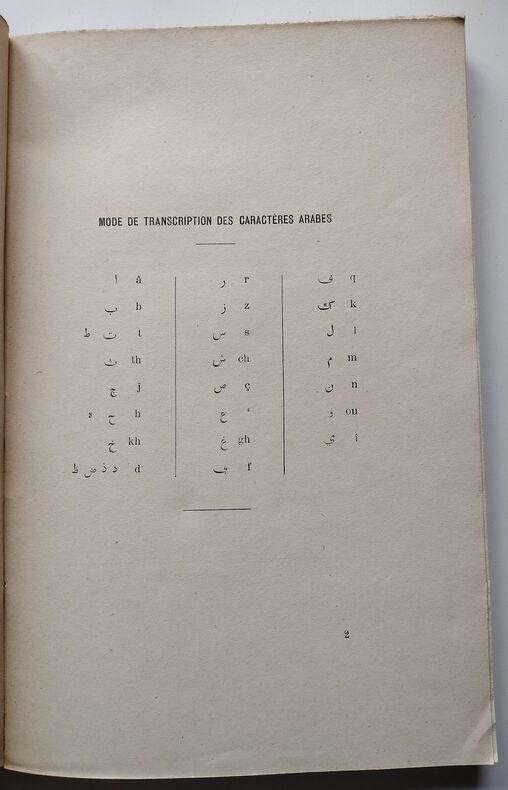 MODE DE TRANSCRIPTION DES CARACTÈRES ARABES
ا â
ب b
ت ط t
ث th
ج j
ح ه h
خ kh
د ذ ض ط d
ر r
ز z
س s
ش ch
ص ç
ع ‘
غ gh
ڢ f
ڧ q
ك k
ل l
م m
ن n
و ou
ي î
2